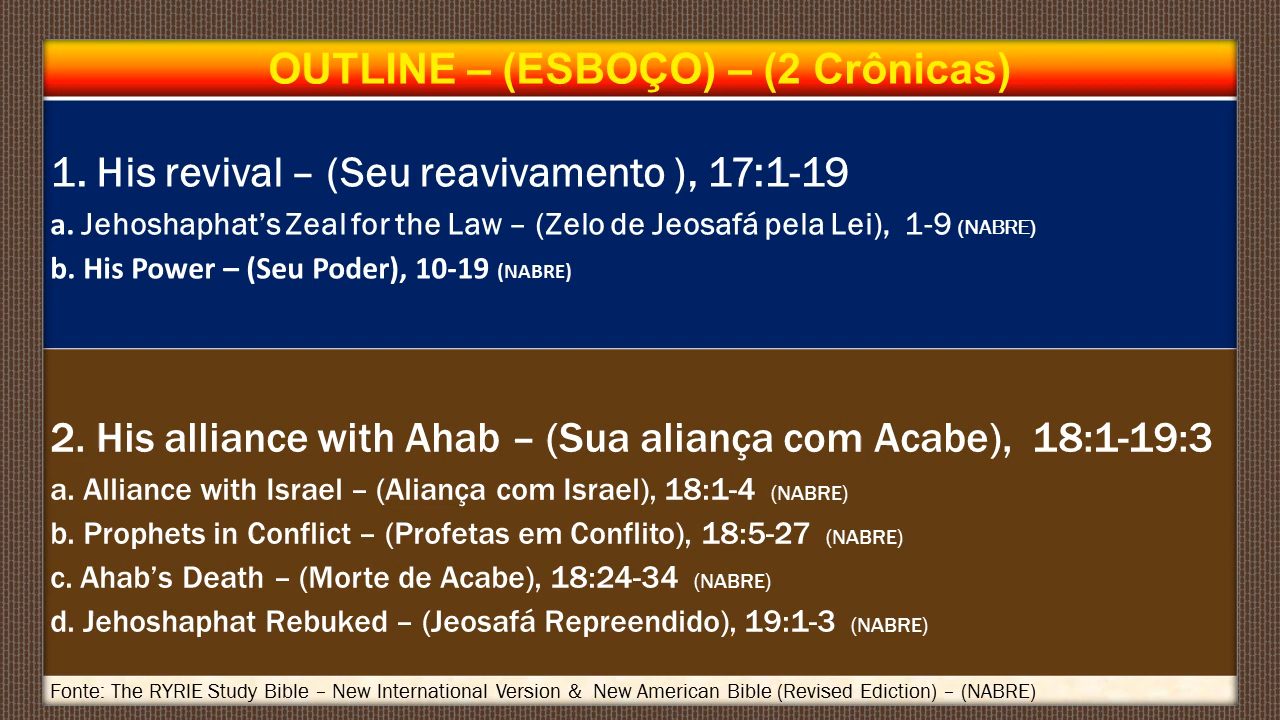 OUTLINE – (ESBOÇO) – (2 Crônicas)
1. His revival – (Seu reavivamento ), 17:1-19
a. Jehoshaphat’s Zeal for the Law – (Zelo de Jeosafá pela Lei), 1-9 (NABRE)
b. His Power – (Seu Poder), 10-19 (NABRE)
2. His alliance with Ahab – (Sua aliança com Acabe), 18:1-19:3
a. Alliance with Israel – (Aliança com Israel), 18:1-4 (NABRE)
b. Prophets in Conflict – (Profetas em Conflito), 18:5-27 (NABRE)
c. Ahab’s Death – (Morte de Acabe), 18:24-34 (NABRE)
d. Jehoshaphat Rebuked – (Jeosafá Repreendido), 19:1-3 (NABRE)
Fonte: The RYRIE Study Bible – New International Version & New American Bible (Revised Ediction) – (NABRE)